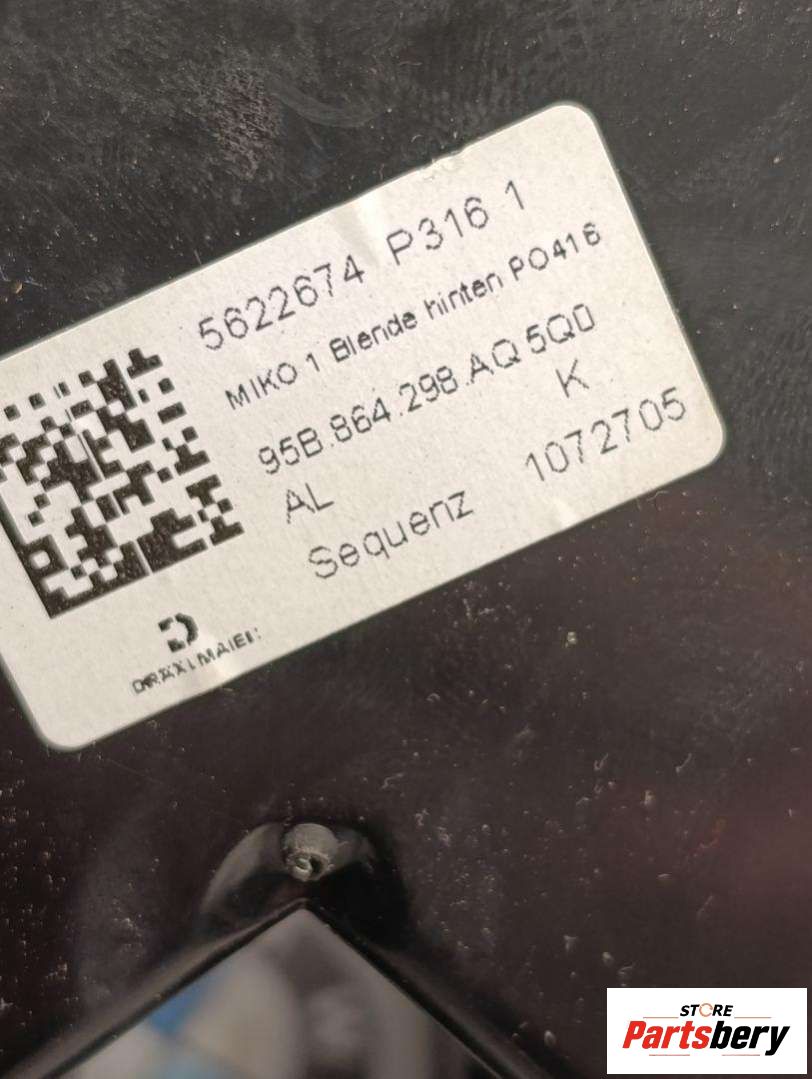 5622674 P316 1
MIKO 1 Blende hinten PO416
95B.864.298.AQ 5Q0
K
AL
Sequenz 1072705
DRÄXLMAIER
STORE
Partsbery